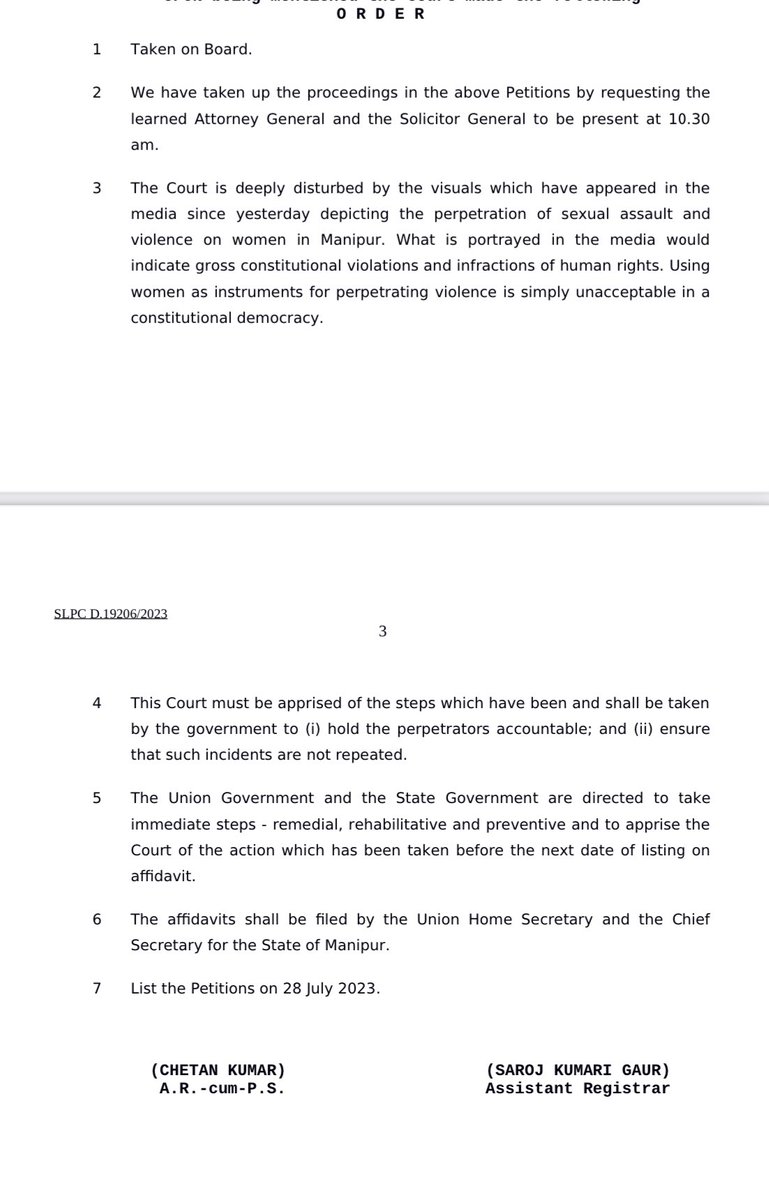 Upon being mentioned the Court made the following
O R D E R
1 Taken on Board.
2 We have taken up the proceedings in the above Petitions by requesting the
learned Attorney General and the Solicitor General to be present at 10.30
am.
3 The Court is deeply disturbed by the visuals which have appeared in the
media since yesterday depicting the perpetration of sexual assault and
violence on women in Manipur. What is portrayed in the media would
indicate gross constitutional violations and infractions of human rights. Using
women as instruments for perpetrating violence is simply unacceptable in a
constitutional democracy.
SLPC D.19206/2023
3
4 This Court must be apprised of the steps which have been and shall be taken
by the government to (i) hold the perpetrators accountable; and (ii) ensure
that such incidents are not repeated.
5 The Union Government and the State Government are directed to take
immediate steps - remedial, rehabilitative and preventive and to apprise the
Court of the action which has been taken before the next date of listing on
affidavit.
6 The affidavits shall be filed by the Union Home Secretary and the Chief
Secretary for the State of Manipur.
7 List the Petitions on 28 July 2023.
(CHETAN KUMAR) (SAROJ KUMARI GAUR)
A.R.-cum-P.S. Assistant Registrar